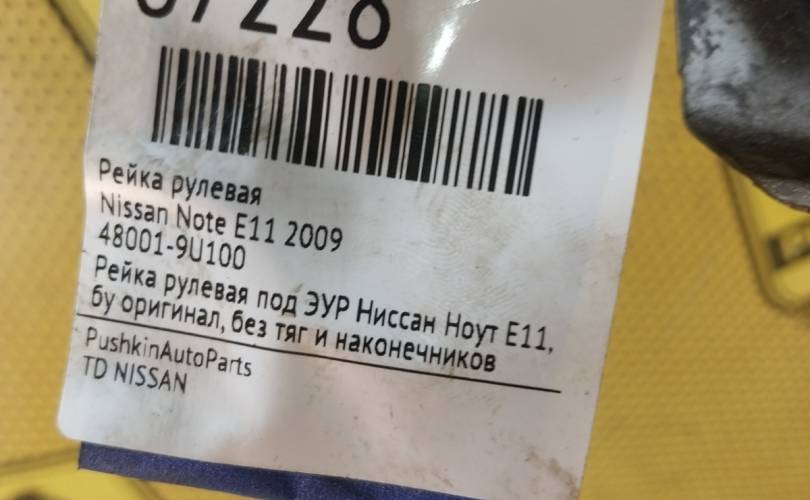 Рейка рулевая
Nissan Note E11 2009
48001-9U100
Рейка рулевая под ЭУР Ниссан Ноут Е11,
бу оригинал, без тяг и наконечников
PushkinAutoParts
TD NISSAN